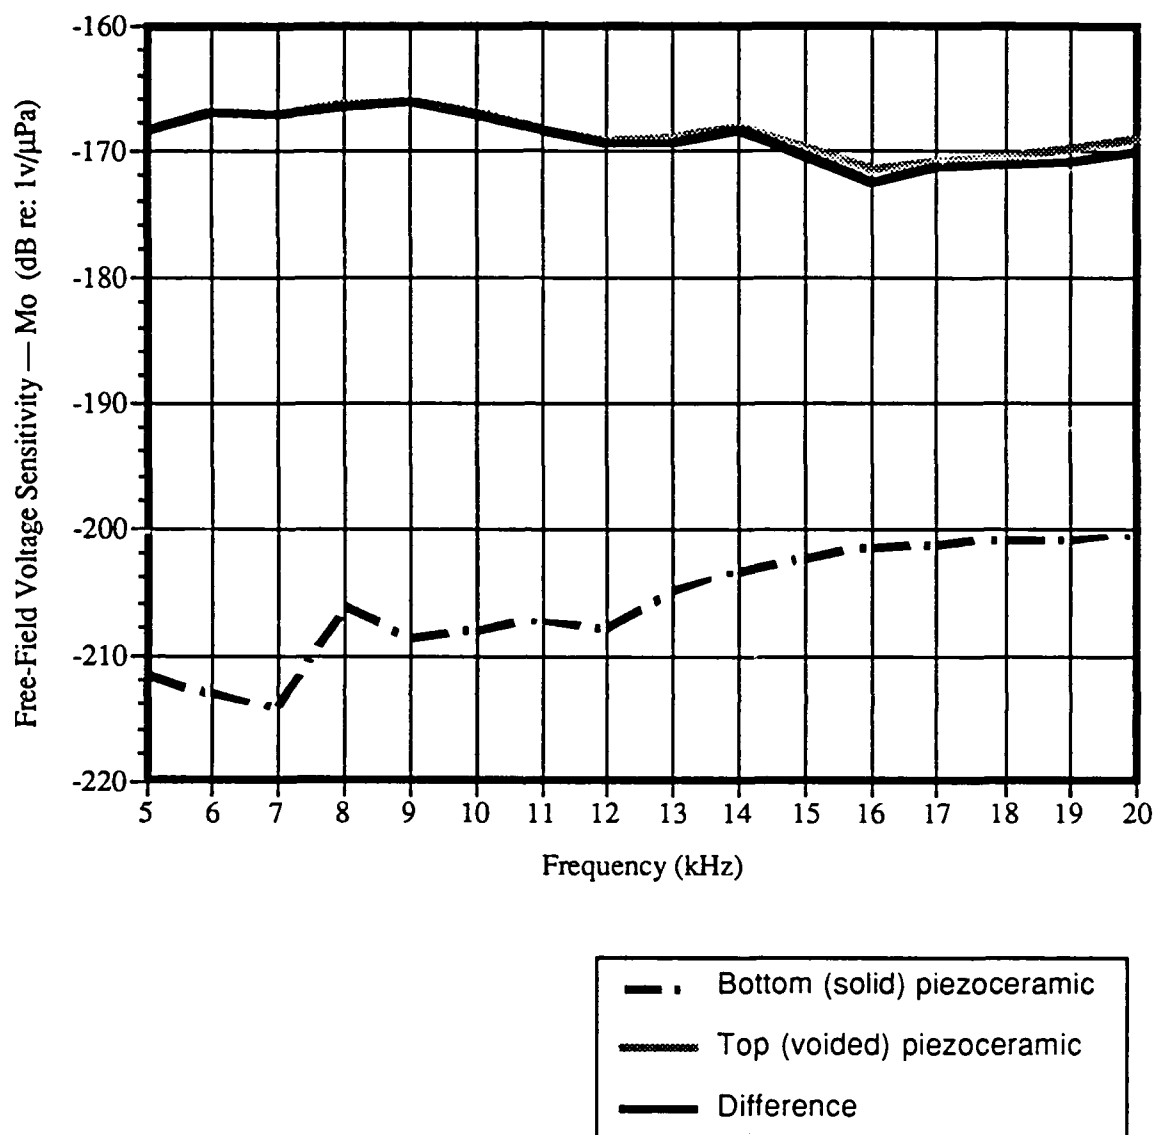 Free-Field Voltage Sensitivity — Mo (dB re: 1v/µPa)
-160
-170
-180
-190
-200
-210
-220
5 6 7 8 9 10 11 12 13 14 15 16 17 18 19 20
Frequency (kHz)
Bottom (solid) piezoceramic
Top (voided) piezoceramic
Difference